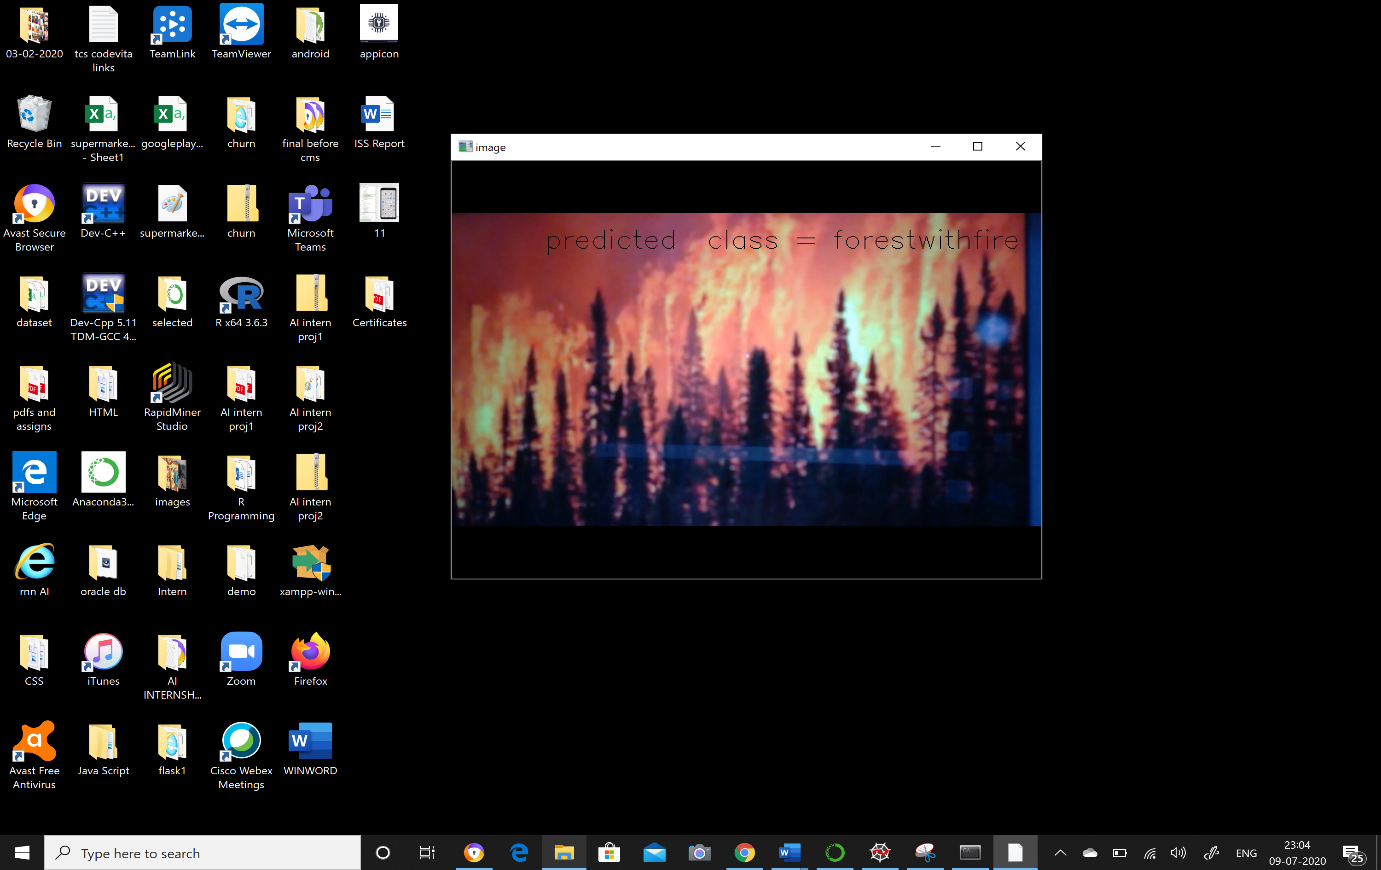 03-02-2020
tcs codevita
links
TeamLink
TeamViewer
android
appicon
Recycle Bin
supermarke...
- Sheet1
googleplay...
churn
final before
cms
ISS Report
Avast Secure
Browser
Dev-C++
supermarke...
churn
Microsoft
Teams
11
dataset
Dev-Cpp 5.11
TDM-GCC 4...
selected
R x64 3.6.3
AI intern
proj1
Certificates
pdfs and
assigns
HTML
RapidMiner
Studio
AI intern
proj1
AI intern
proj2
Microsoft
Edge
Anaconda3...
images
R
Programming
AI intern
proj2
rnn AI
oracle db
Intern
demo
xampp-win...
CSS
iTunes
AI
INTERNSH...
Zoom
Firefox
Avast Free
Antivirus
Java Script
flask1
Cisco Webex
Meetings
WINWORD
image
predicted class = forestwithfire
Type here to search
ENG
23:04
09-07-2020
25